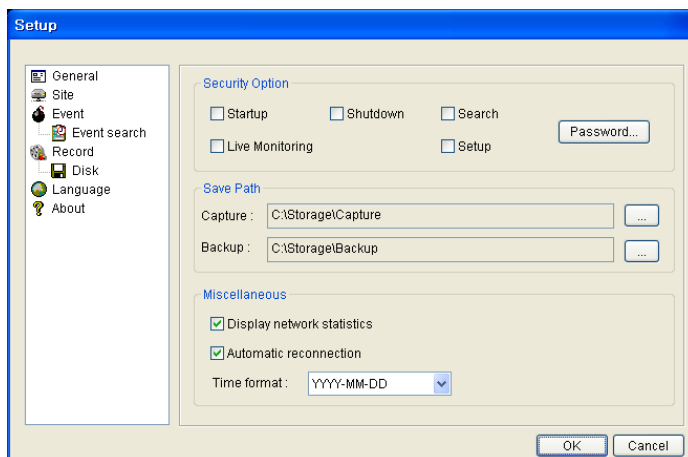 Setup
General
Site
Event
Event search
Record
Disk
Language
About
Security Option
Startup
Shutdown
Search
Live Monitoring
Setup
Password...
Save Path
Capture : C:\Storage\Capture ...
Backup : C:\Storage\Backup ...
Miscellaneous
Display network statistics
Automatic reconnection
Time format : YYYY-MM-DD
OK
Cancel